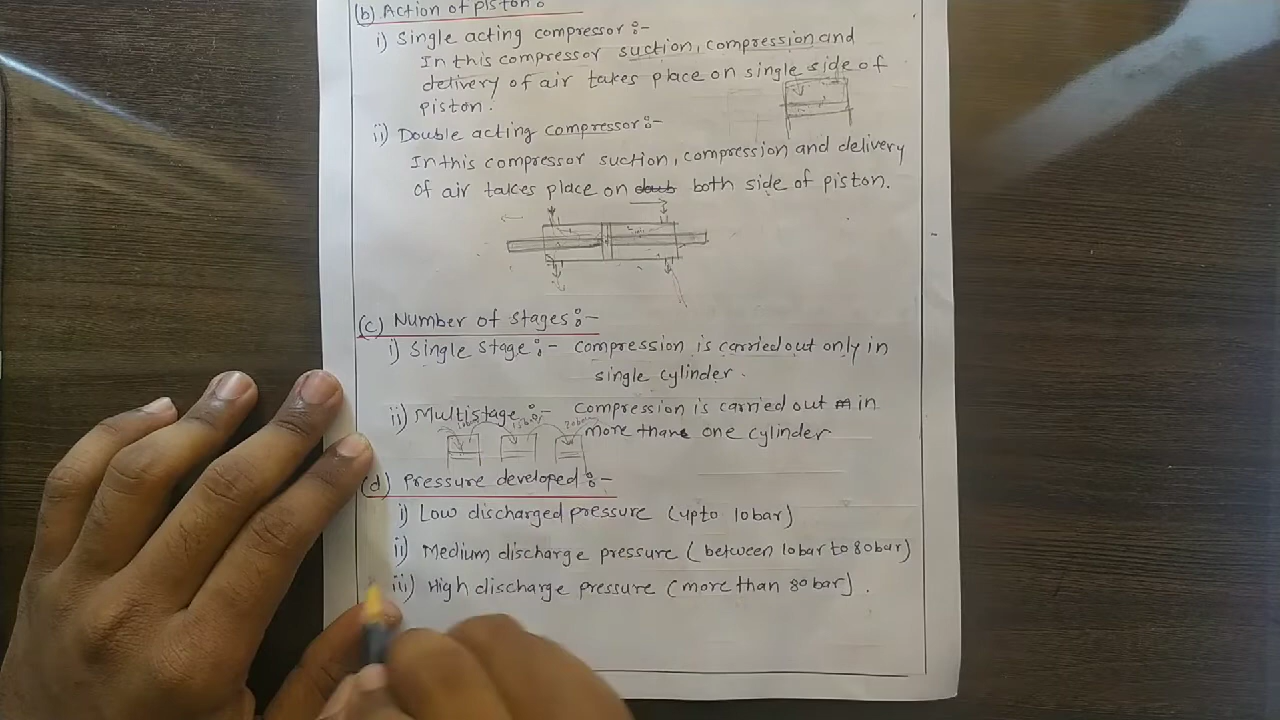 (b) Action of piston :
i) Single acting compressor :-
In this compressor suction, compression and
delivery of air takes place on single side of
piston.
ii) Double acting compressor :-
In this compressor suction, compression and delivery
of air takes place on both side of piston.
(c) Number of stages :-
i) Single stage :- compression is carried out only in
single cylinder.
ii) Multistage :- compression is carried out in
more than one cylinder
(d) Pressure developed :-
i) Low discharged pressure (upto 10bar)
ii) Medium discharge pressure (between 10bar to 80bar)
iii) High discharge pressure (more than 80 bar).